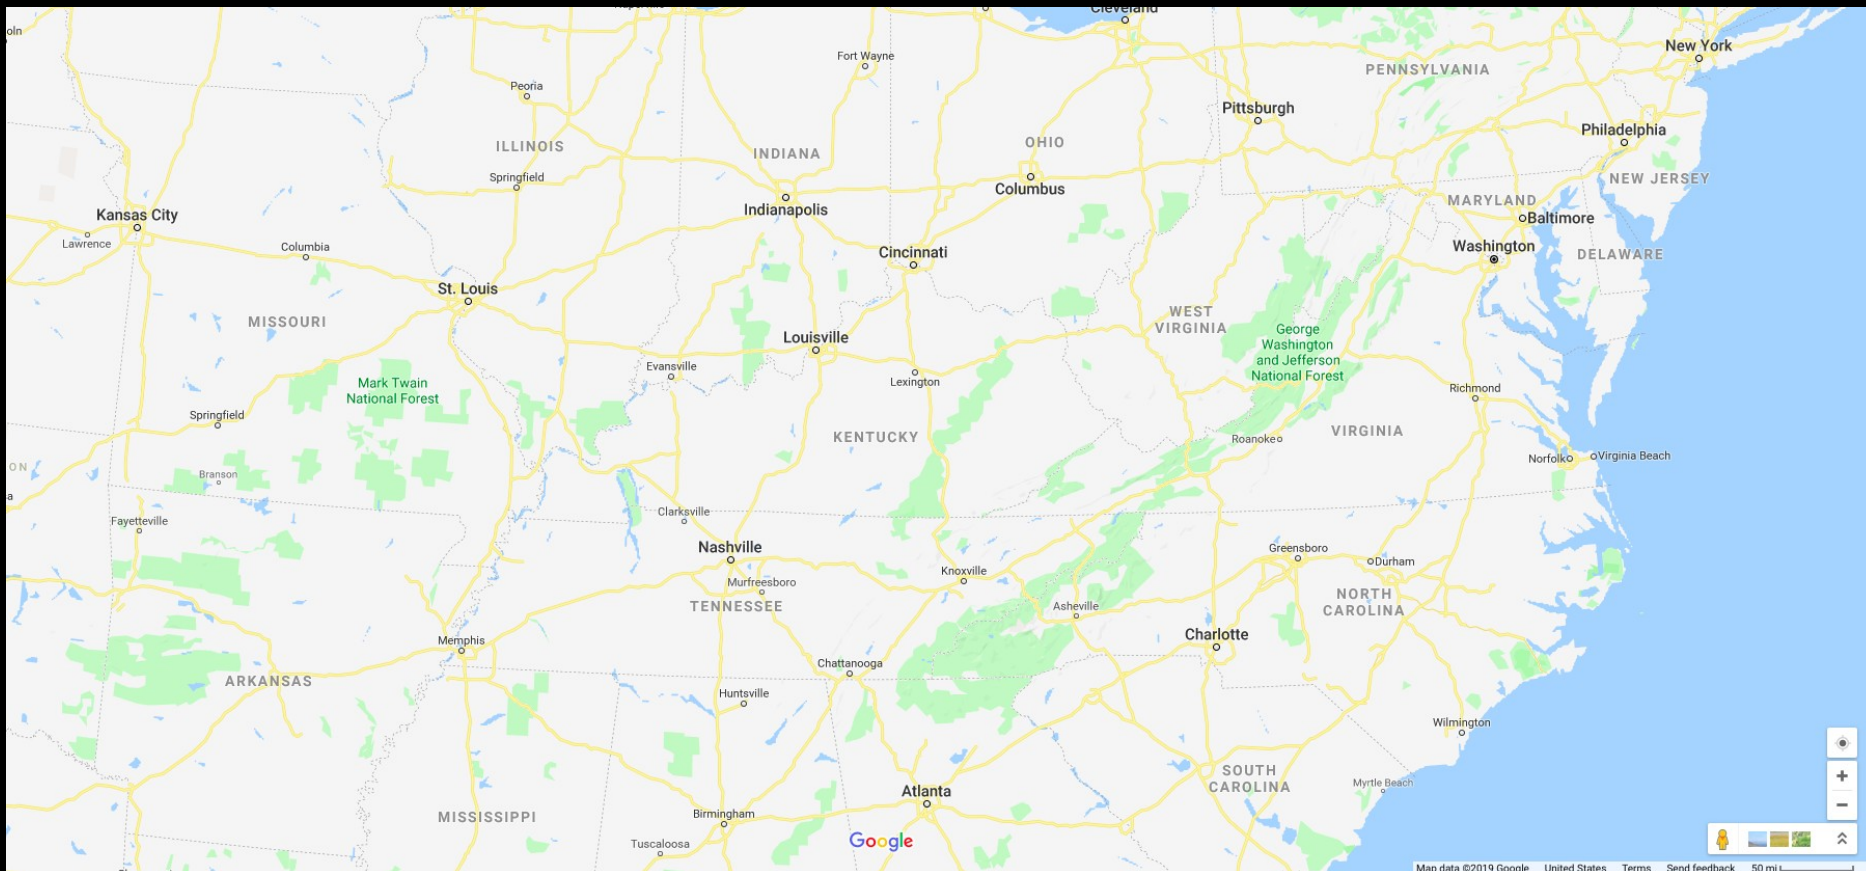 Cleveland
oln
New York
Fort Wayne
PENNSYLVANIA
Peoria
Pittsburgh
Philadelphia
ILLINOIS
INDIANA
OHIO
Springfield
Columbus
NEW JERSEY
MARYLAND
Kansas City
Indianapolis
Baltimore
Lawrence
Columbia
Cincinnati
Washington
DELAWARE
St. Louis
MISSOURI
WEST
VIRGINIA
Louisville
George
Washington
and Jefferson
National Forest
Evansville
Lexington
Mark Twain
National Forest
Richmond
Springfield
KENTUCKY
VIRGINIA
Roanoke
ON
Norfolk
Virginia Beach
Branson
a
Fayetteville
Clarksville
Nashville
Greensboro
Durham
Knoxville
Murfreesboro
TENNESSEE
Asheville
NORTH
CAROLINA
Memphis
Charlotte
Chattanooga
ARKANSAS
Huntsville
Wilmington
SOUTH
CAROLINA
Myrtle Beach
Atlanta
MISSISSIPPI
Birmingham
Tuscaloosa
Google
Map data ©2019 Google United States Terms Send feedback 50 mi